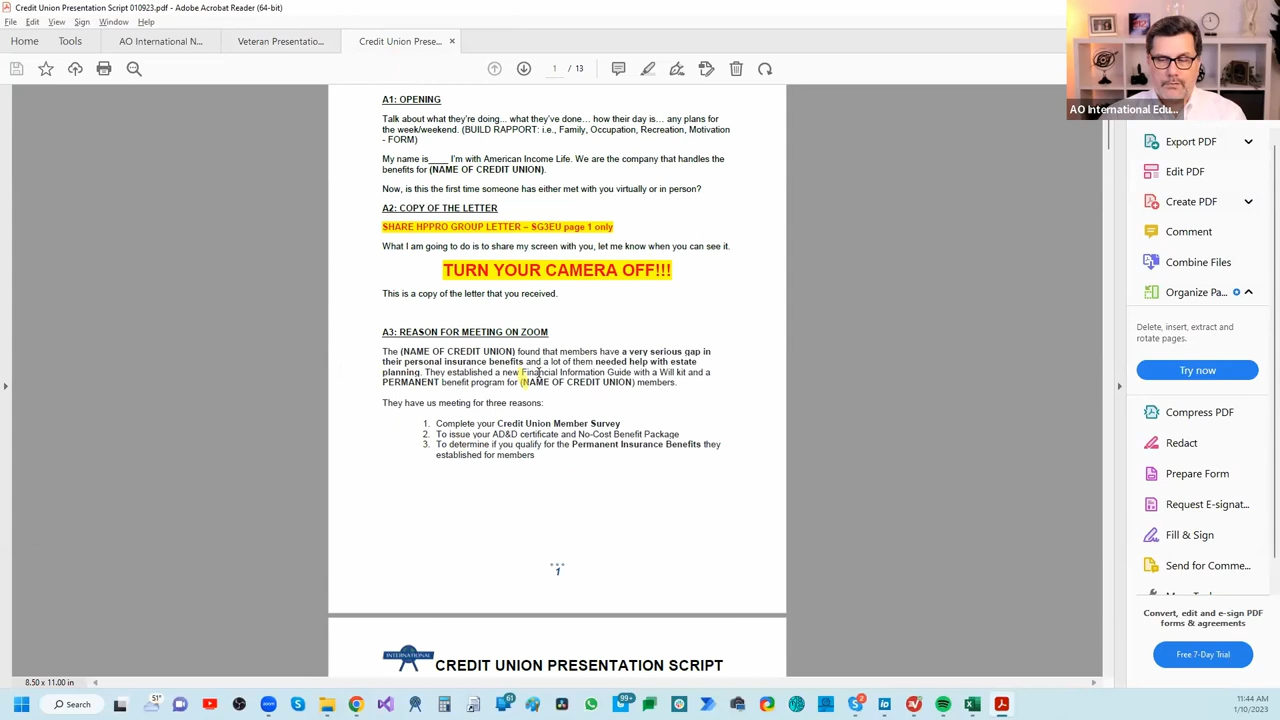 Credit Union Presentation Script 010923.pdf - Adobe Acrobat Reader (64-bit)
File Edit View Sign Window Help
Home Tools AO International N... Veteran Presentatio... Credit Union Prese... ×
1 / 13
AO International Edu...
A1: OPENING
Talk about what they're doing... what they've done... how their day is... any plans for
the week/weekend. (BUILD RAPPORT: i.e., Family, Occupation, Recreation, Motivation
- FORM)
My name is____ I'm with American Income Life. We are the company that handles the
benefits for (NAME OF CREDIT UNION).
Now, is this the first time someone has either met with you virtually or in person?
A2: COPY OF THE LETTER
SHARE HPPRO GROUP LETTER – SG3EU page 1 only
What I am going to do is to share my screen with you, let me know when you can see it.
TURN YOUR CAMERA OFF!!!
This is a copy of the letter that you received.
A3: REASON FOR MEETING ON ZOOM
The (NAME OF CREDIT UNION) found that members have a very serious gap in
their personal insurance benefits and a lot of them needed help with estate
planning. They established a new Financial Information Guide with a Will kit and a
PERMANENT benefit program for (NAME OF CREDIT UNION) members.
They have us meeting for three reasons:
1. Complete your Credit Union Member Survey
2. To issue your AD&D certificate and No-Cost Benefit Package
3. To determine if you qualify for the Permanent Insurance Benefits they
established for members
1
INTERNATIONAL
CREDIT UNION PRESENTATION SCRIPT
8.50 x 11.00 in
Export PDF
Edit PDF
Create PDF
Comment
Combine Files
Organize Pa...
Delete, insert, extract and
rotate pages.
Try now
Compress PDF
Redact
Prepare Form
Request E-signat...
Fill & Sign
Send for Comme...
Convert, edit and e-sign PDF
forms & agreements
Free 7-Day Trial
Search
51°
61
99+
2
11:44 AM
1/10/2023